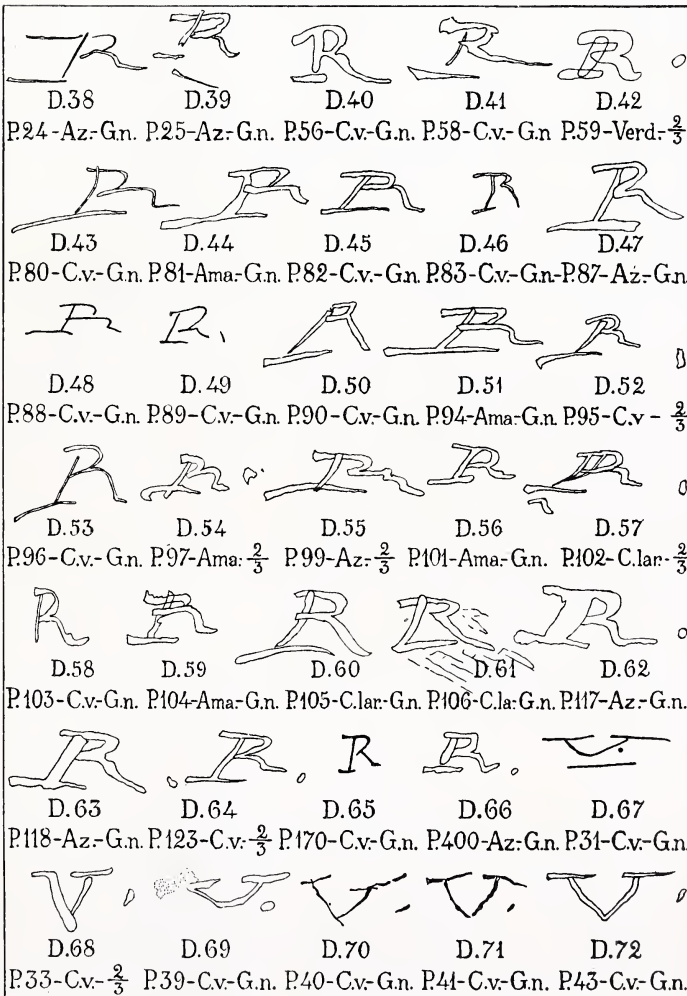 D.38 D.39 D.40 D.41 D.42
P.24-Az.-G.n. P.25-Az.-G.n. P.56-C.v.-G.n. P.58-C.v.-G.n P.59-Verd.-2/3
D.43 D.44 D.45 D.46 D.47
P.80-C.v.-G.n. P.81-Ama.-G.n. P.82-C.v.-G.n. P.83-C.v.-G.n.-P.87-Az.-G.n
D.48 D.49 D.50 D.51 D.52
P.88-C.v.-G.n. P.89-C.v.-G.n. P.90-C.v.-G.n. P.94-Ama.-G.n. P.95-C.v - 2/3
D.53 D.54 D.55 D.56 D.57
P.96-C.v.-G.n. P.97-Ama.-2/3 P.99-Az.-2/3 P.101-Ama.-G.n. P.102-C.lar.-2/3
D.58 D.59 D.60 D.61 D.62
P.103-C.v.-G.n. P.104-Ama.-G.n. P.105-C.lar.-G.n. P.106-C.la.-G.n. P.117-Az.-G.n.
D.63 D.64 D.65 D.66 D.67
P.118-Az.-G.n. P.123-C.v.-2/3 P.170-C.v.-G.n. P.400-Az.-G.n. P.31-C.v.-G.n.
D.68 D.69 D.70 D.71 D.72
P.33-C.v.-2/3 P.39-C.v.-G.n. P.40-C.v.-G.n. P.41-C.v.-G.n. P.43-C.v.-G.n.